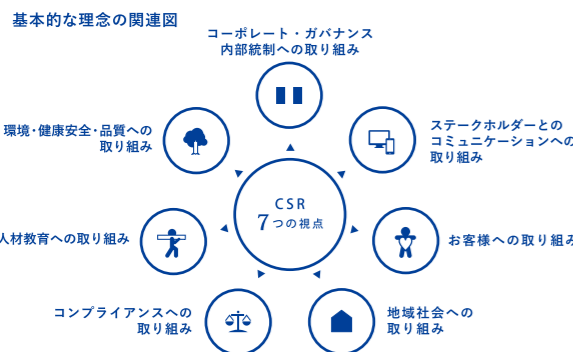 基本的な理念の関連図
コーポレート・ガバナンス
内部統制への取り組み
ステークホルダーとの
コミュニケーションへの
取り組み
お客様への取り組み
地域社会への
取り組み
コンプライアンスへの
取り組み
人材教育への取り組み
環境・健康安全・品質への
取り組み
CSR
7つの視点